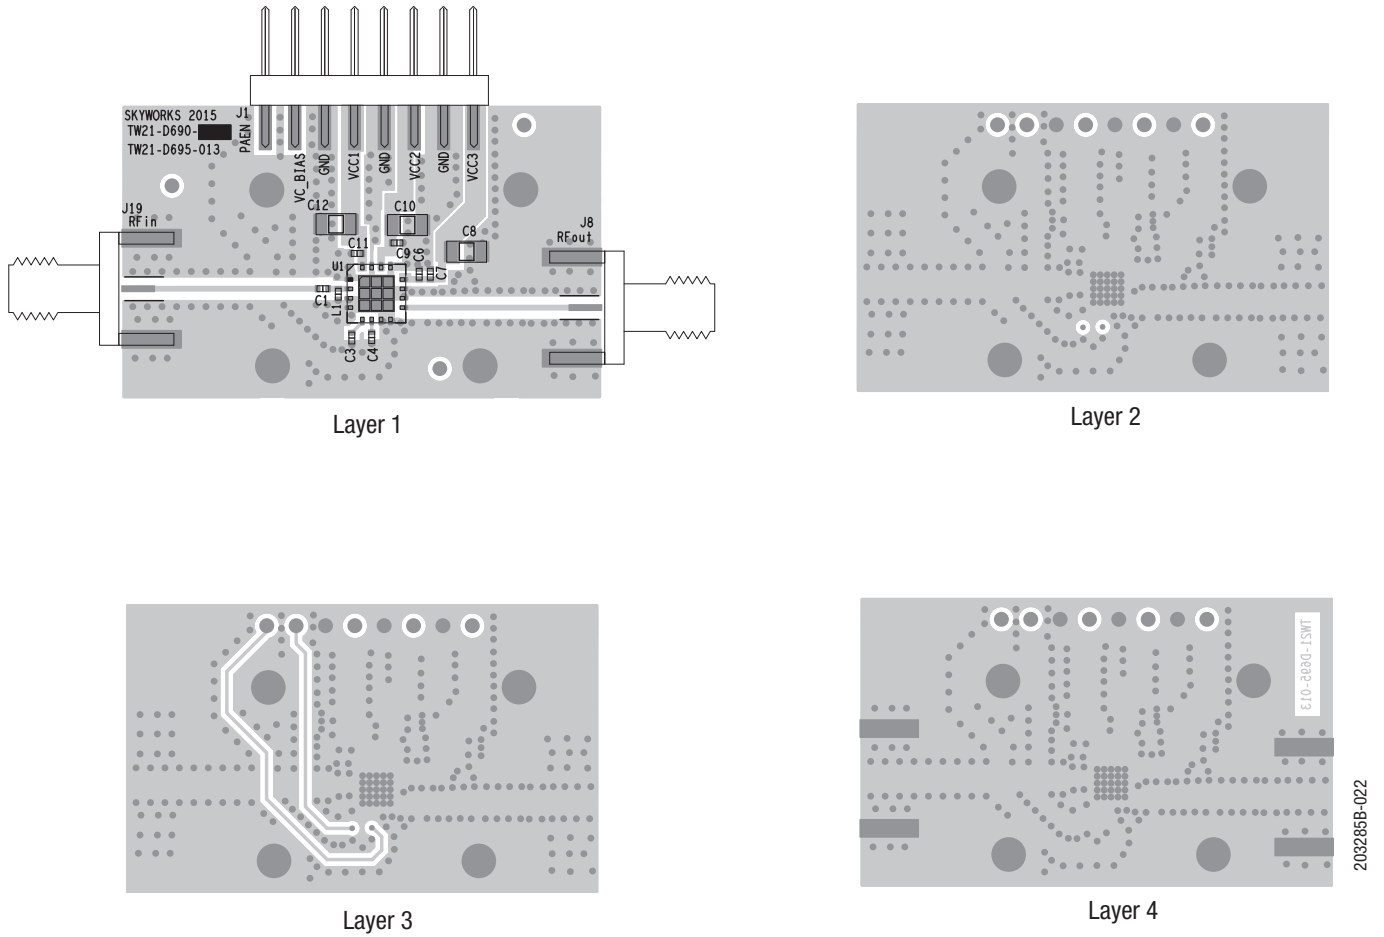 SKYWORKS 2015
TW21-D690-
TW21-D695-013
J1
PAEN
VC_BIAS
GND
VCC1
GND
VCC2
GND
VCC3
J19
RFin
C12
C10
C8
J8
RFout
C11
C9
C6
C7
U1
C1
L1
C3
C4
Layer 1
Layer 2
Layer 3
TW21-D695-013
Layer 4
203285B-022